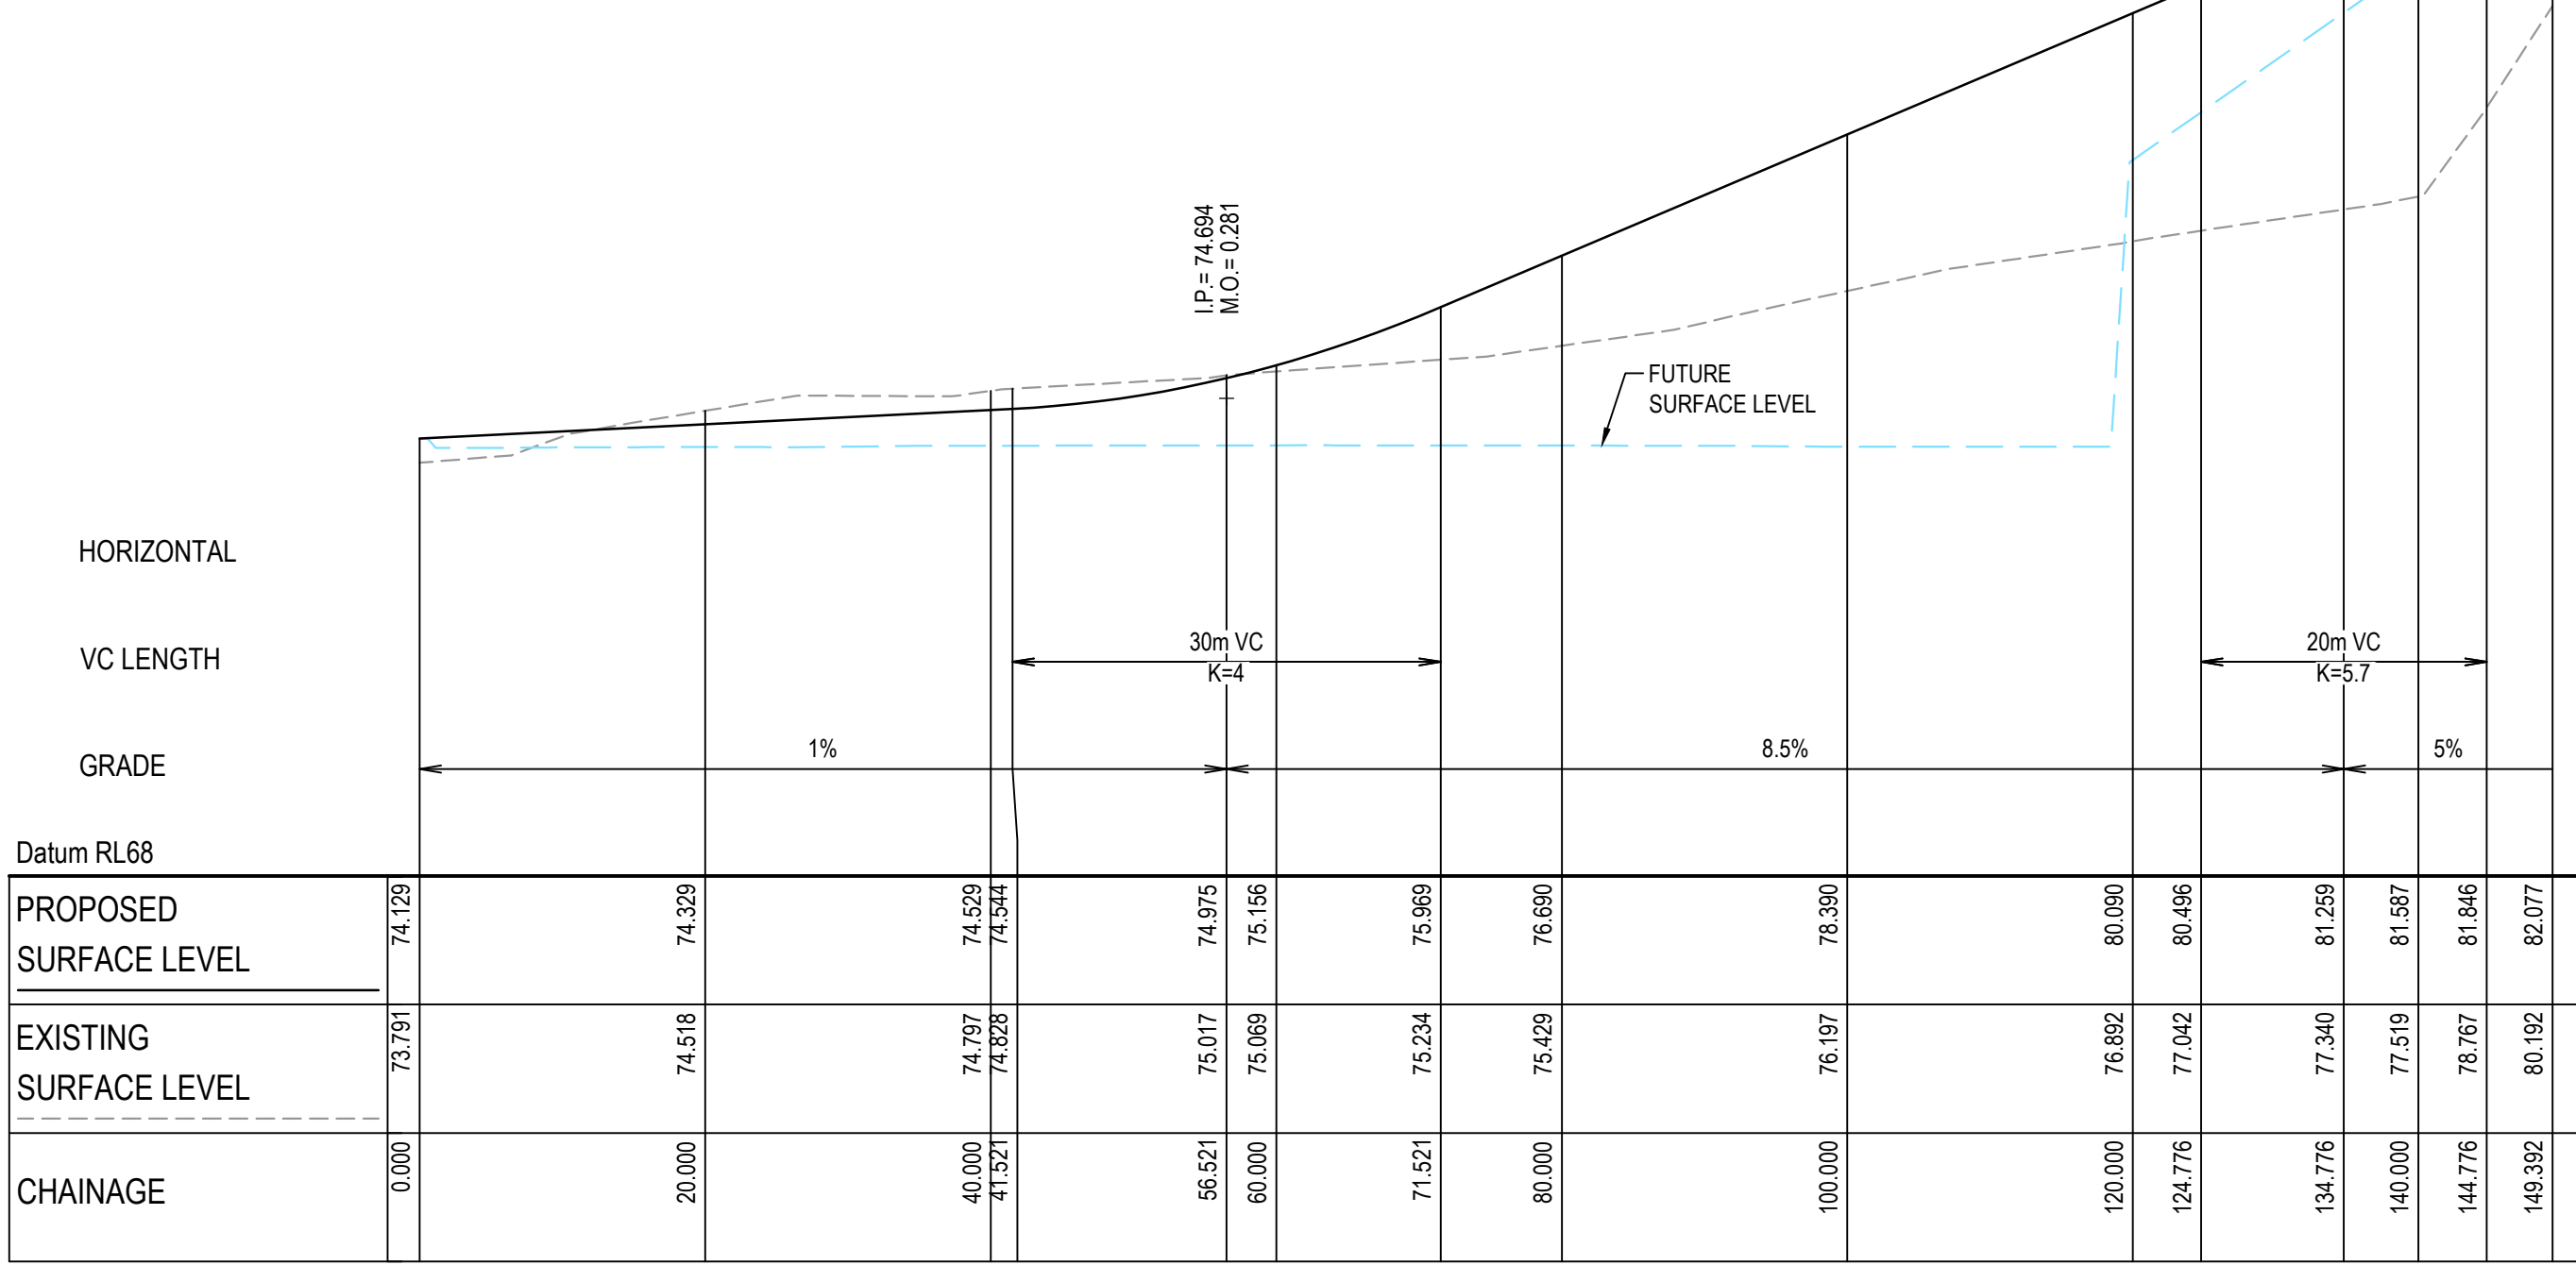 I.P.= 74.694
M.O.= 0.281
FUTURE
SURFACE LEVEL
HORIZONTAL
VC LENGTH
30m VC
K=4
20m VC
K=5.7
GRADE
1%
8.5%
5%
Datum RL68
PROPOSED
SURFACE LEVEL
74.129
74.329
74.529
74.544
74.975
75.156
75.969
76.690
78.390
80.090
80.496
81.259
81.587
81.846
82.077
EXISTING
SURFACE LEVEL
73.791
74.518
74.797
74.828
75.017
75.069
75.234
75.429
76.197
76.892
77.042
77.340
77.519
78.767
80.192
CHAINAGE
0.000
20.000
40.000
41.521
56.521
60.000
71.521
80.000
100.000
120.000
124.776
134.776
140.000
144.776
149.392